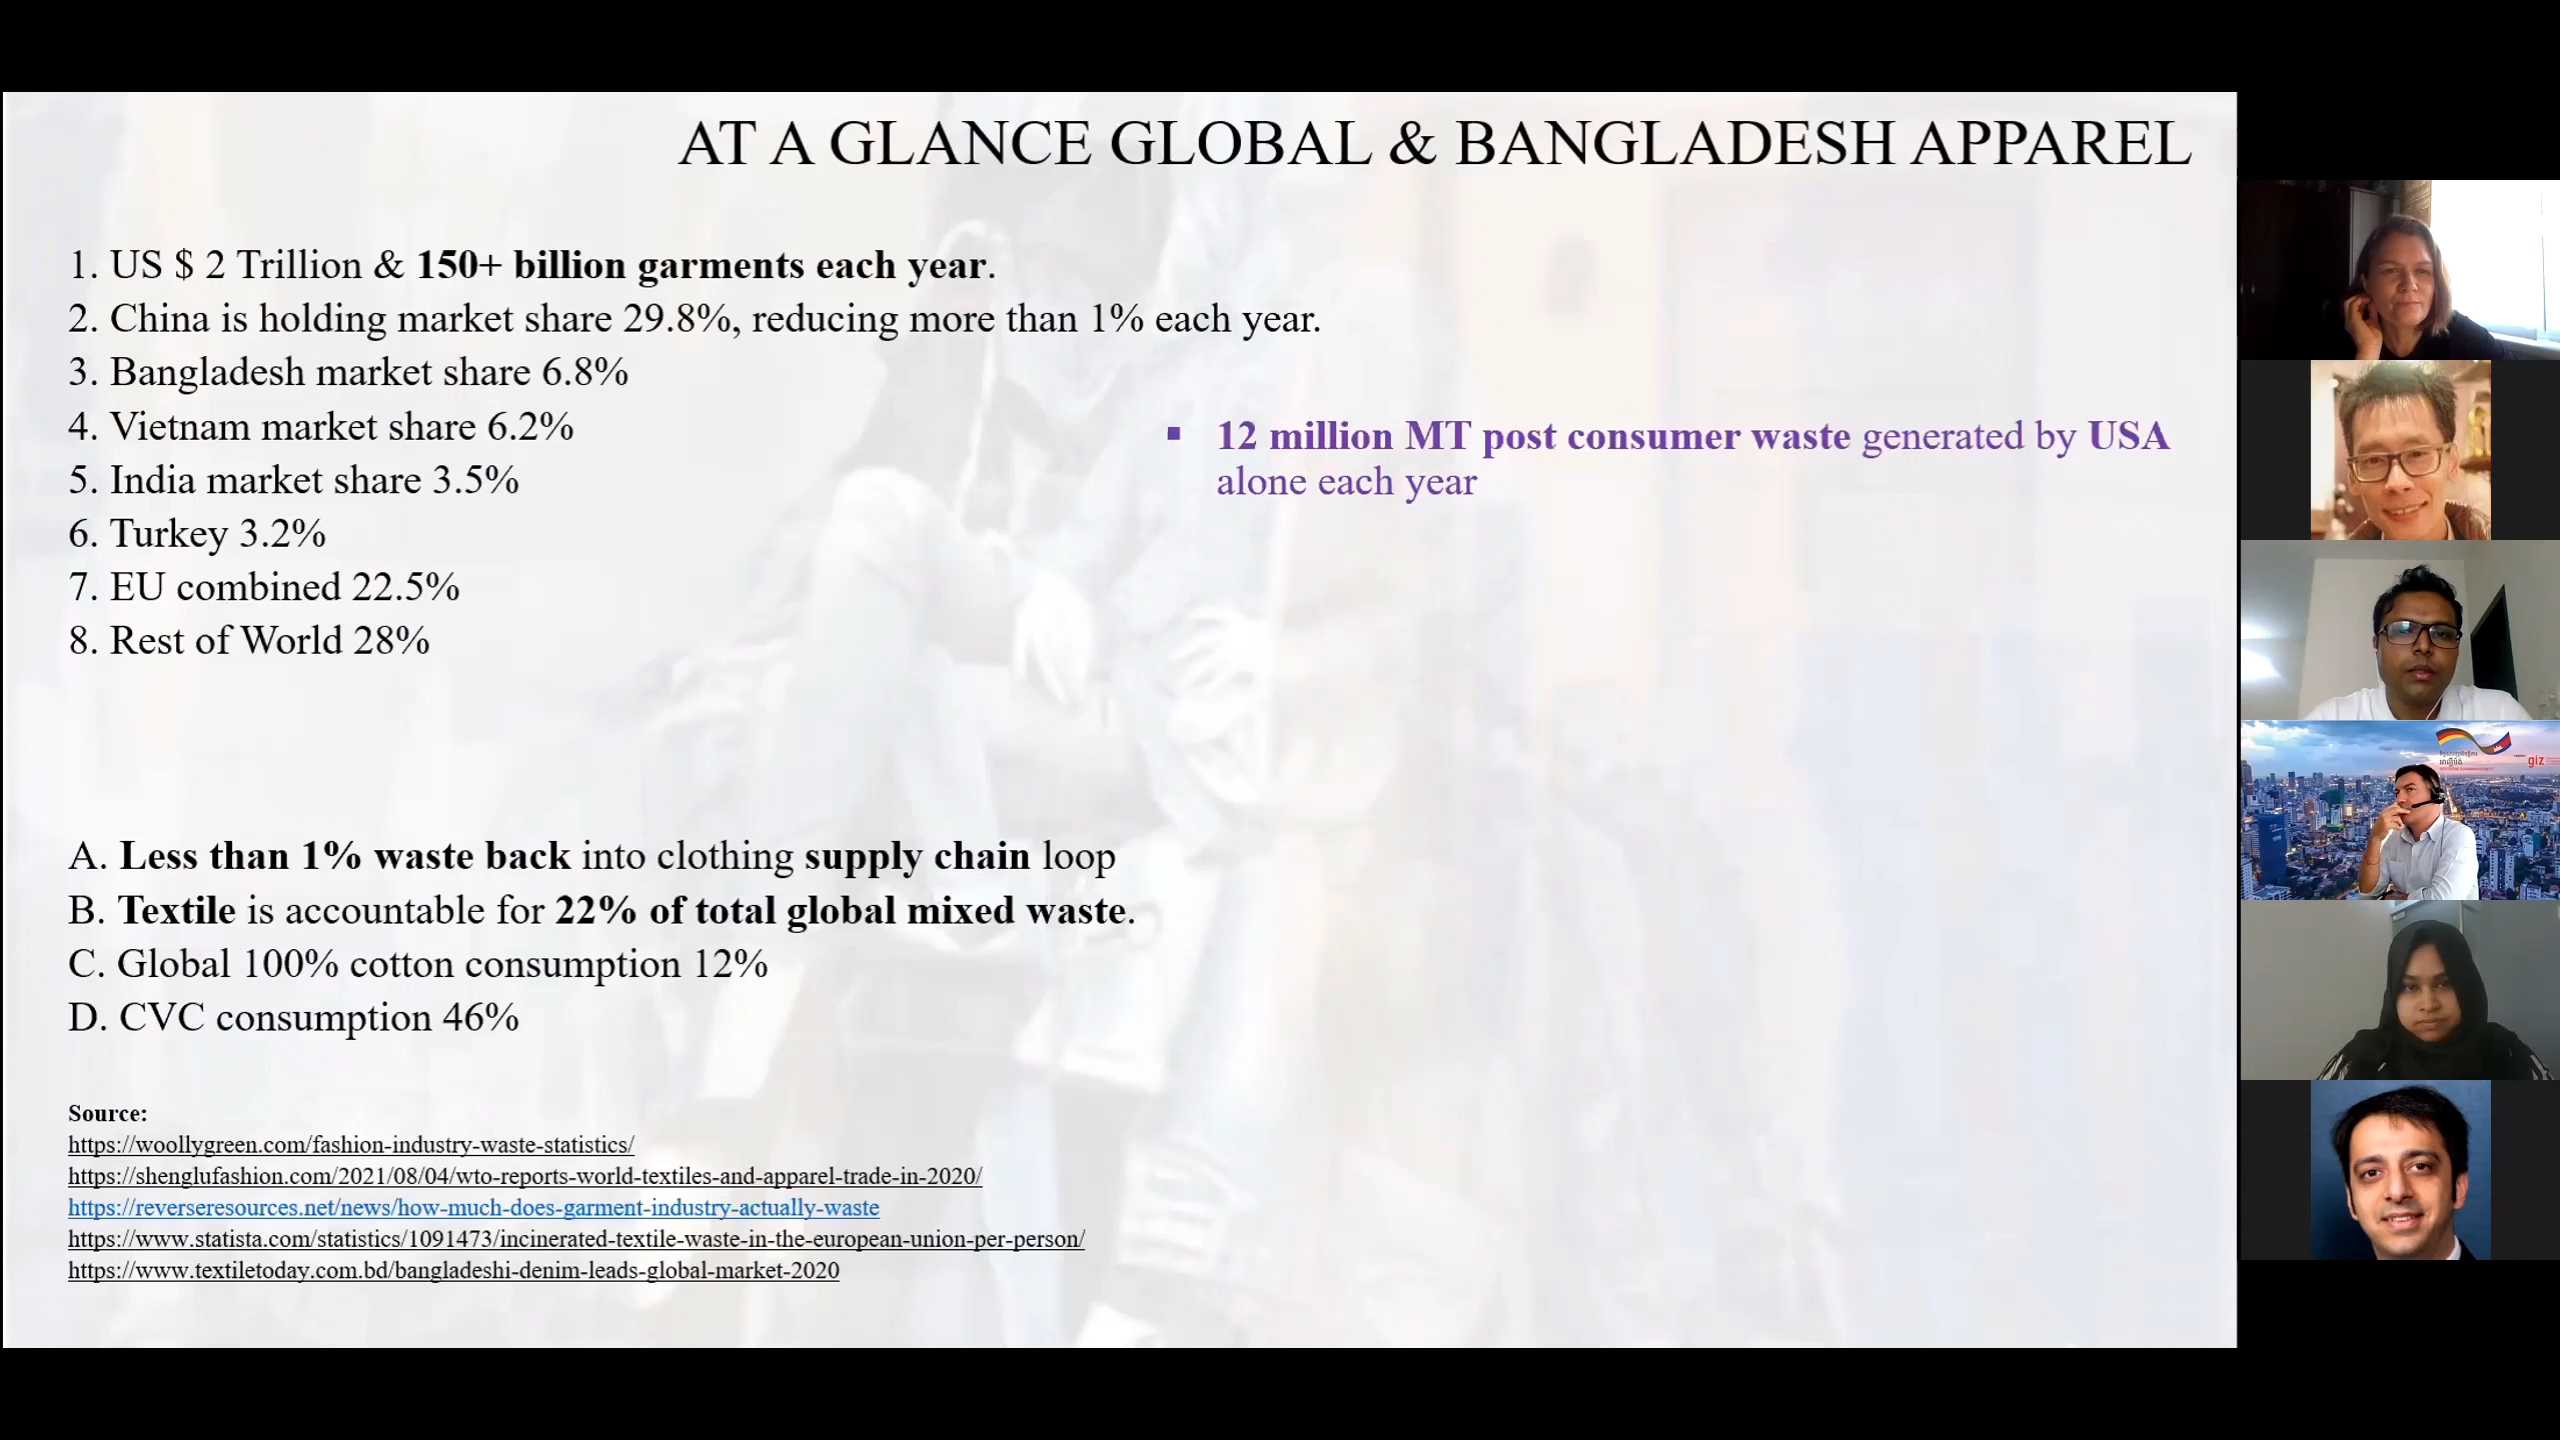 AT A GLANCE GLOBAL & BANGLADESH APPAREL
1. US $ 2 Trillion & 150+ billion garments each year.
2. China is holding market share 29.8%, reducing more than 1% each year.
3. Bangladesh market share 6.8%
4. Vietnam market share 6.2%
5. India market share 3.5%
6. Turkey 3.2%
7. EU combined 22.5%
8. Rest of World 28%
▪ 12 million MT post consumer waste generated by USA
alone each year
A. Less than 1% waste back into clothing supply chain loop
B. Textile is accountable for 22% of total global mixed waste.
C. Global 100% cotton consumption 12%
D. CVC consumption 46%
Source:
https://woollygreen.com/fashion-industry-waste-statistics/
https://shenglufashion.com/2021/08/04/wto-reports-world-textiles-and-apparel-trade-in-2020/
https://reverseresources.net/news/how-much-does-garment-industry-actually-waste
https://www.statista.com/statistics/1091473/incinerated-textile-waste-in-the-european-union-per-person/
https://www.textiletoday.com.bd/bangladeshi-denim-leads-global-market-2020
giz